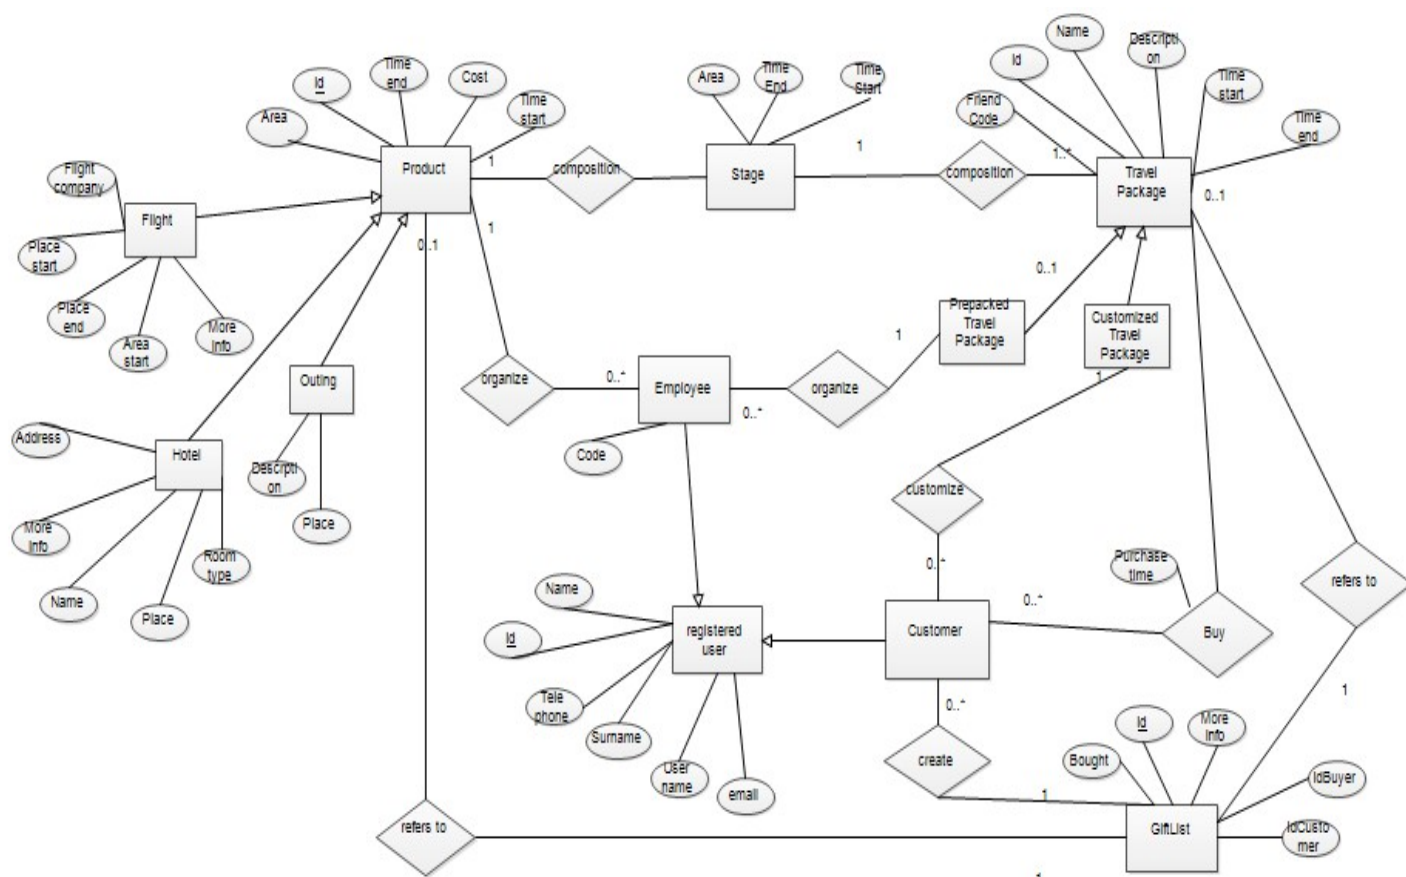 Name
Description
Id
Time
end
Cost
Id
Area
Time
End
Time
Start
Time
start
Friend
Code
Time
start
Area
Time
end
1
1
1..*
Product
composition
Stage
composition
Travel
Package
Flight
company
0..1
Flight
1
0..1
Place
start
0..1
Place
end
Area
start
More
Info
Prepacked
Travel
Package
Customized
Travel
Package
1
organize
0..*
Employee
0..*
organize
1
Outing
Address
Hotel
Code
Descrpti
on
customize
More
Info
Place
Room
type
0..*
Purchase
time
refers to
Name
Place
Name
0..*
Id
registered
user
Customer
Buy
Tele
phone
0..*
1
Surname
Id
More
Info
User
name
email
create
Bought
IdBuyer
1
refers to
GiftList
IdCusto
mer
1